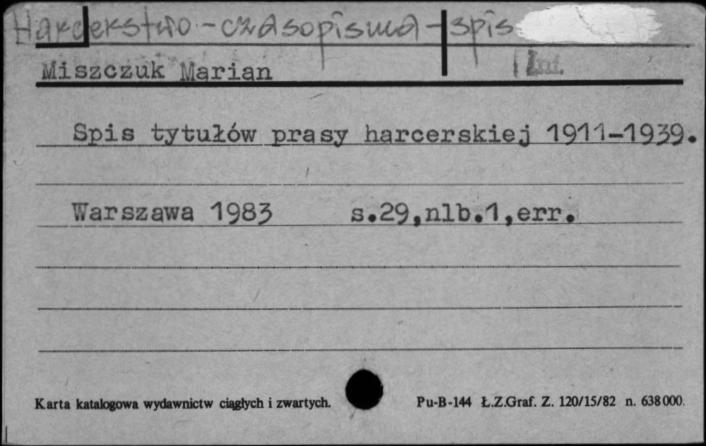 Harcerstwo - czasopisma - spis
Miszczuk Marian
Spis tytułów prasy harcerskiej 1911-1939.
Warszawa 1983 s.29,nlb.1,err.
Karta katalogowa wydawnictw ciągłych i zwartych. Pu-B-144 Ł.Z.Graf. Z. 120/15/82 n. 638000.